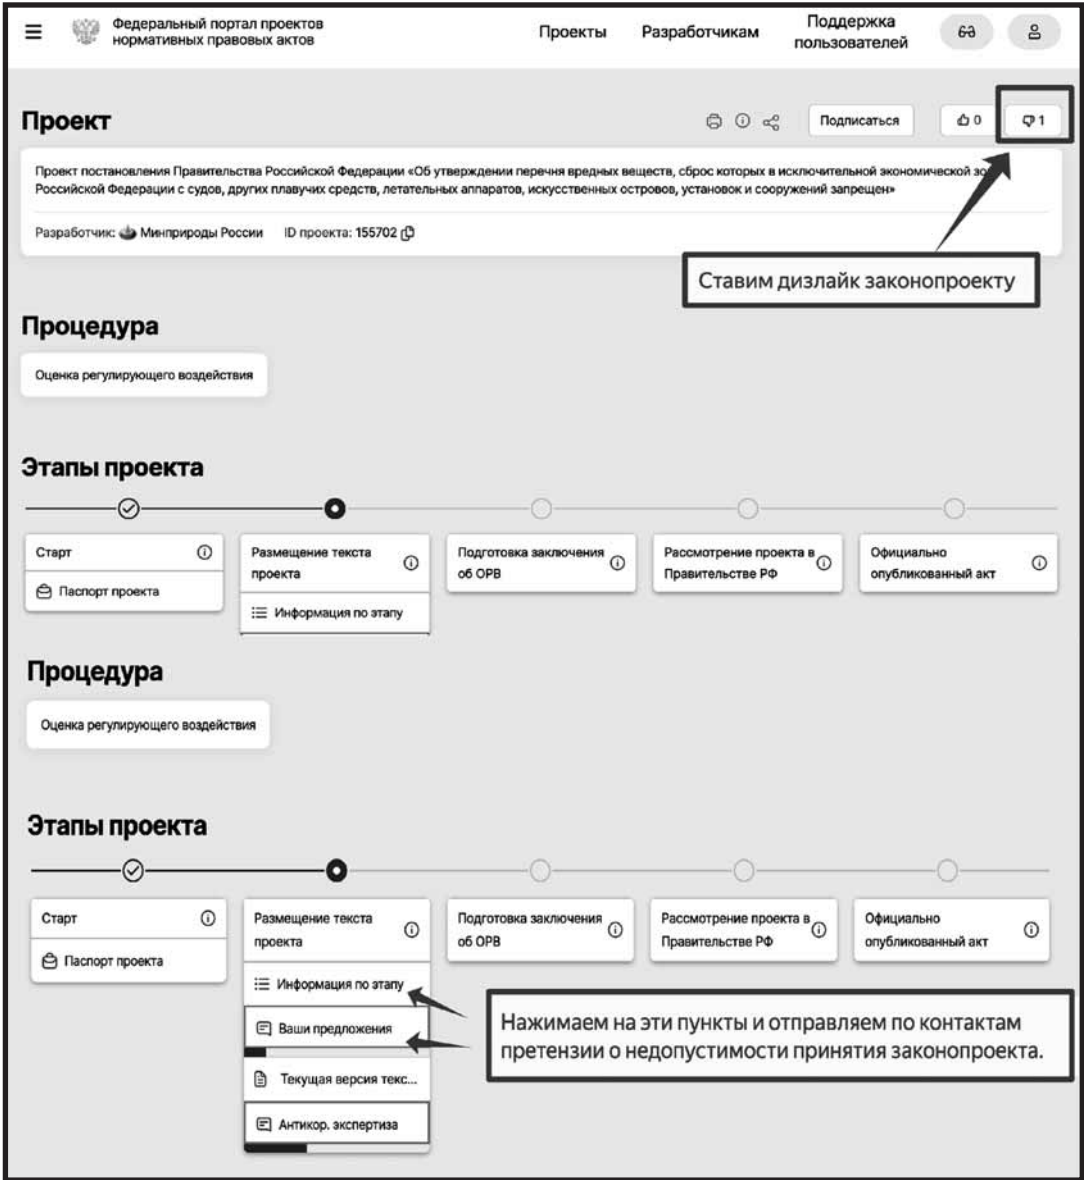 Федеральный портал проектов
нормативных правовых актов
Проекты
Разработчикам
Поддержка
пользователей
Проект
Подписаться
0
1
Проект постановления Правительства Российской Федерации «Об утверждении перечня вредных веществ, сброс которых в исключительной экономической зо
Российской Федерации с судов, других плавучих средств, летательных аппаратов, искусственных островов, установок и сооружений запрещен»
Разработчик: Минприроды России ID проекта: 155702
Ставим дизлайк законопроекту
Процедура
Оценка регулирующего воздействия
Этапы проекта
Старт
Паспорт проекта
Размещение текста
проекта
Информация по этапу
Подготовка заключения
об ОРВ
Рассмотрение проекта в
Правительстве РФ
Официально
опубликованный акт
Процедура
Оценка регулирующего воздействия
Этапы проекта
Старт
Паспорт проекта
Размещение текста
проекта
Информация по этапу
Ваши предложения
Текущая версия текс...
Антикор. экспертиза
Подготовка заключения
об ОРВ
Рассмотрение проекта в
Правительстве РФ
Официально
опубликованный акт
Нажимаем на эти пункты и отправляем по контактам
претензии о недопустимости принятия законопроекта.